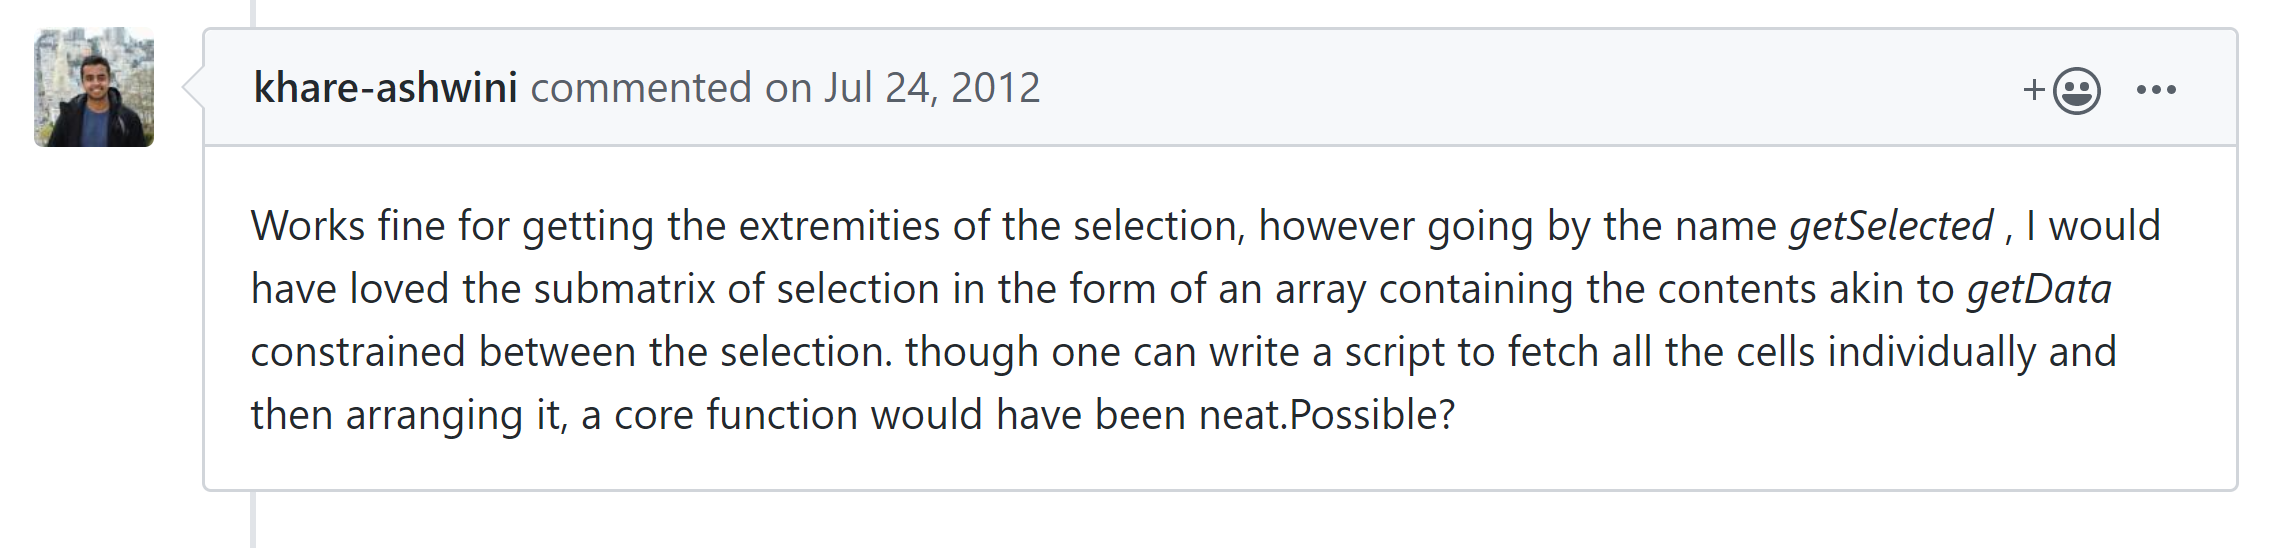 khare-ashwini commented on Jul 24, 2012
Works fine for getting the extremities of the selection, however going by the name getSelected , I would
have loved the submatrix of selection in the form of an array containing the contents akin to getData
constrained between the selection. though one can write a script to fetch all the cells individually and
then arranging it, a core function would have been neat.Possible?